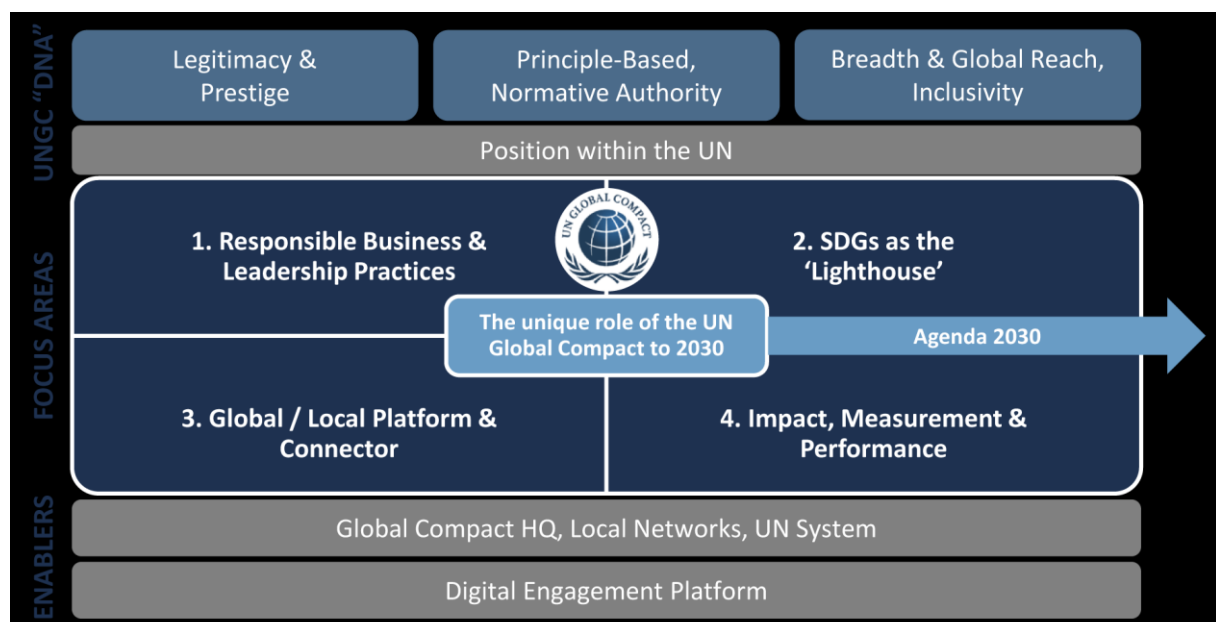 UNGC “DNA”
Legitimacy &
Prestige
Principle-Based,
Normative Authority
Breadth & Global Reach,
Inclusivity
Position within the UN
FOCUS AREAS
UN GLOBAL COMPACT
1. Responsible Business &
Leadership Practices
2. SDGs as the
‘Lighthouse’
The unique role of the UN
Global Compact to 2030
Agenda 2030
3. Global / Local Platform &
Connector
4. Impact, Measurement &
Performance
ENABLERS
Global Compact HQ, Local Networks, UN System
Digital Engagement Platform